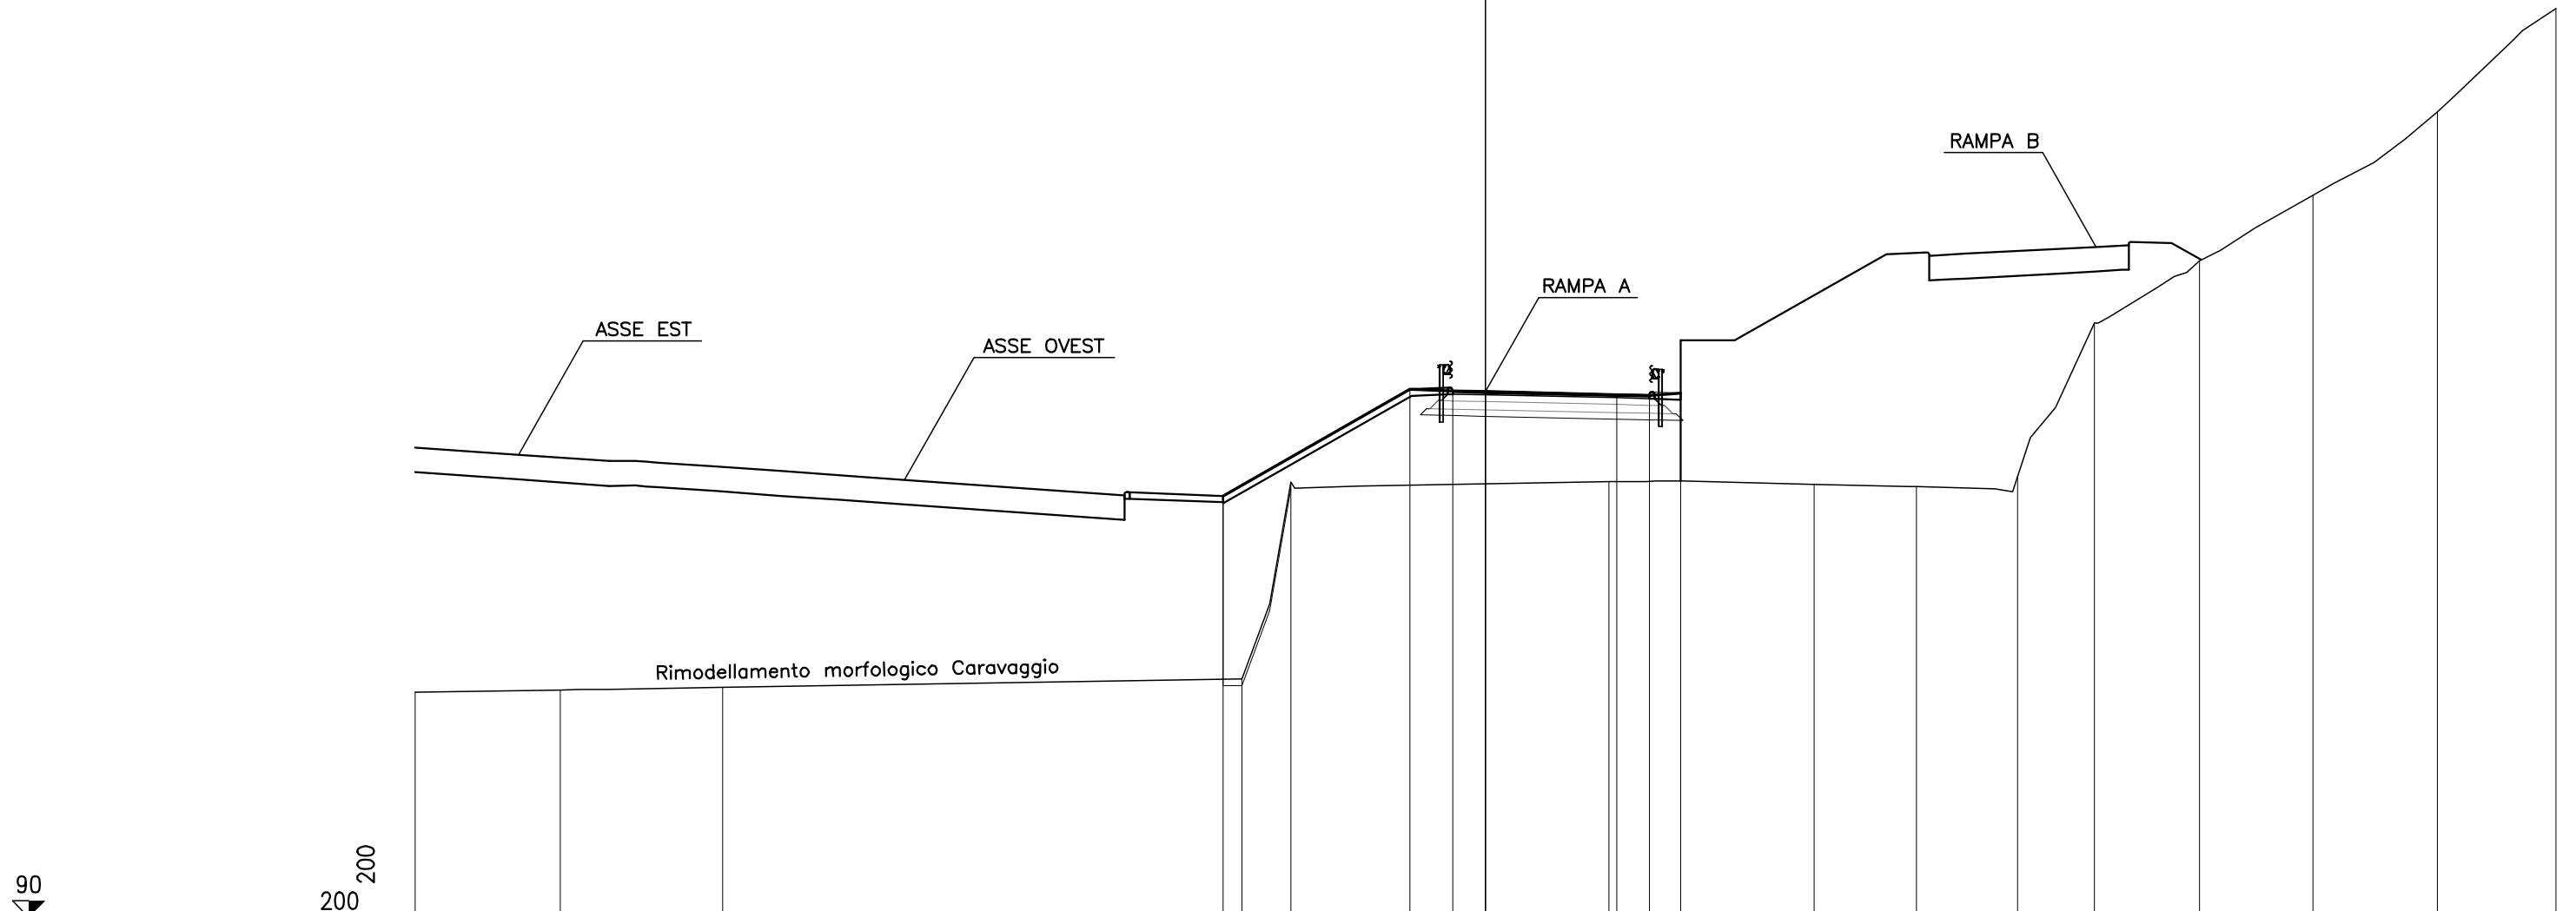 RAMPA B
RAMPA A
ASSE EST
ASSE OVEST
Rimodellamento morfologico Caravaggio
200
90
200